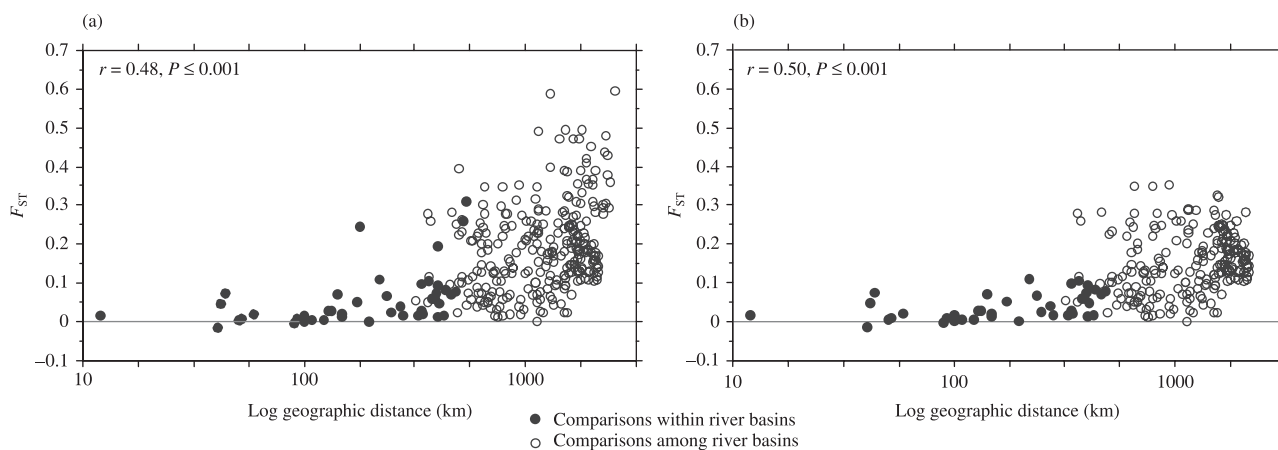 (a)
(b)
0.7
0.6
0.5
0.4
0.3
0.2
0.1
0
–0.1
F_ST
r = 0.48, P ≤ 0.001
10
100
1000
Log geographic distance (km)
0.7
0.6
0.5
0.4
0.3
0.2
0.1
0
–0.1
F_ST
r = 0.50, P ≤ 0.001
10
100
1000
Log geographic distance (km)
Comparisons within river basins
Comparisons among river basins